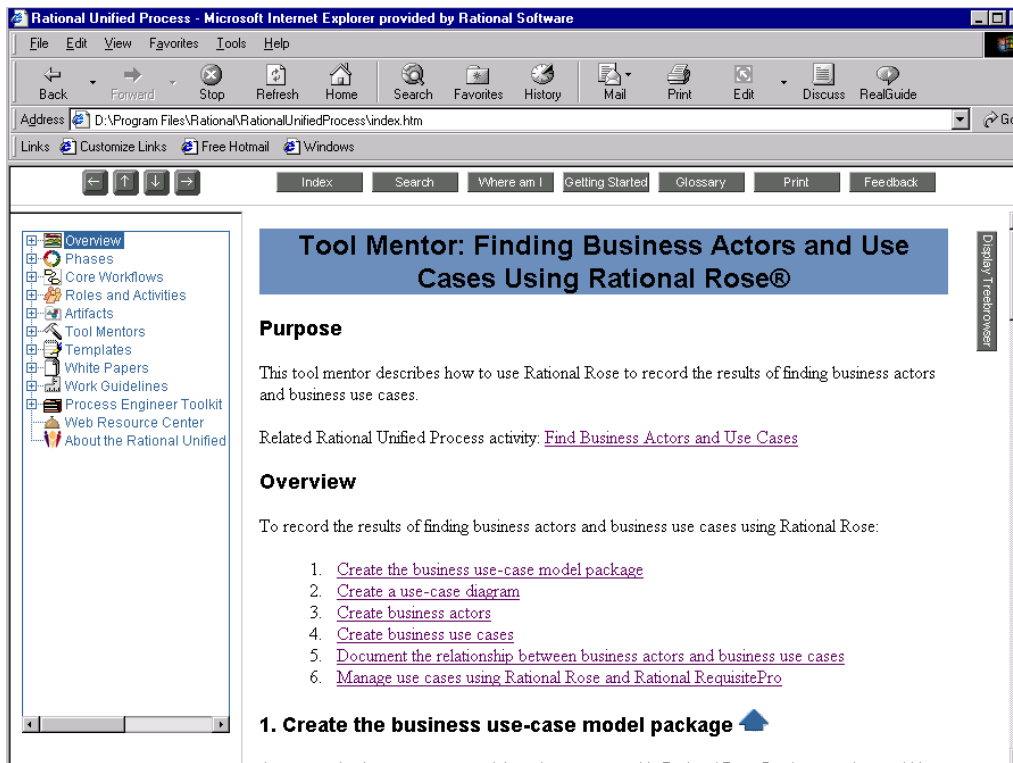 Rational Unified Process - Microsoft Internet Explorer provided by Rational Software
File Edit View Favorites Tools Help
Back Forward Stop Refresh Home Search Favorites History Mail Print Edit Discuss RealGuide
Address D:\Program Files\Rational\RationalUnifiedProcess\index.htm Go
Links Customize Links Free Hotmail Windows
Index Search Where am I Getting Started Glossary Print Feedback
Overview
Phases
Core Workflows
Roles and Activities
Artifacts
Tool Mentors
Templates
White Papers
Work Guidelines
Process Engineer Toolkit
Web Resource Center
About the Rational Unified
Display Treebrowser
Tool Mentor: Finding Business Actors and Use
Cases Using Rational Rose®
Purpose
This tool mentor describes how to use Rational Rose to record the results of finding business actors
and business use cases.
Related Rational Unified Process activity: Find Business Actors and Use Cases
Overview
To record the results of finding business actors and business use cases using Rational Rose:
1. Create the business use-case model package
2. Create a use-case diagram
3. Create business actors
4. Create business use cases
5. Document the relationship between business actors and business use cases
6. Manage use cases using Rational Rose and Rational RequisitePro
1. Create the business use-case model package